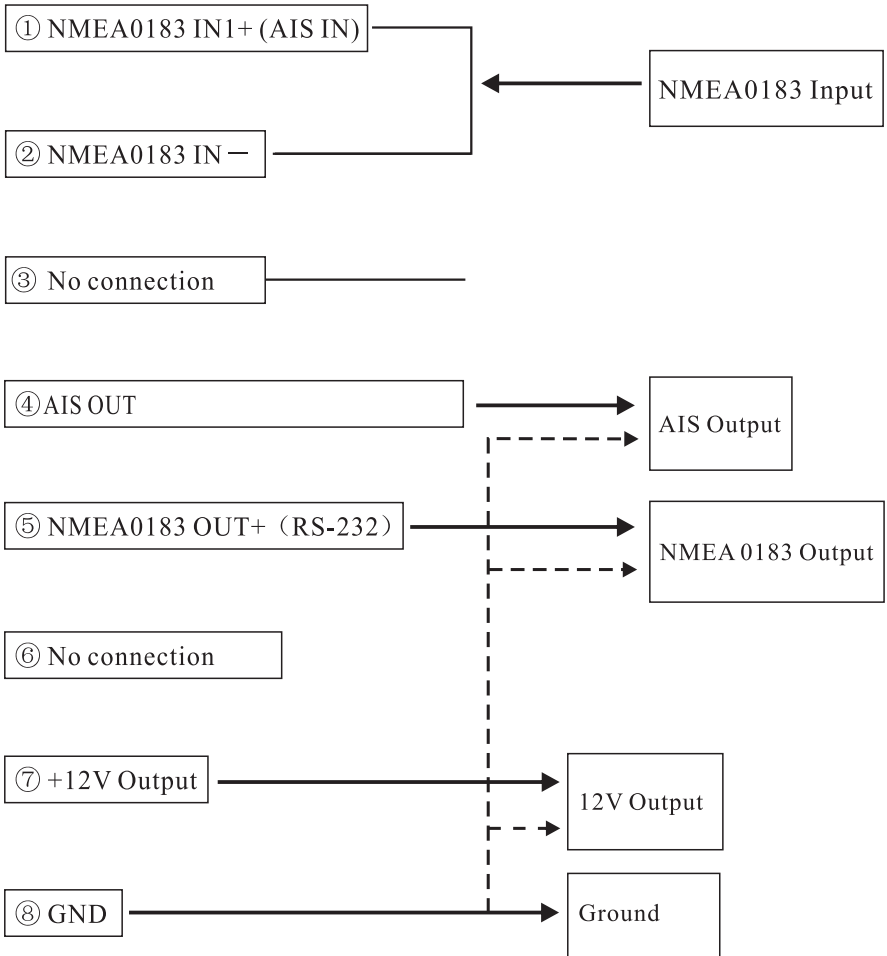 ① NMEA0183 IN1+ (AIS IN)
NMEA0183 Input
② NMEA0183 IN－
③ No connection
④AIS OUT
AIS Output
⑤ NMEA0183 OUT+（RS-232）
NMEA 0183 Output
⑥ No connection
⑦ +12V Output
12V Output
⑧ GND
Ground